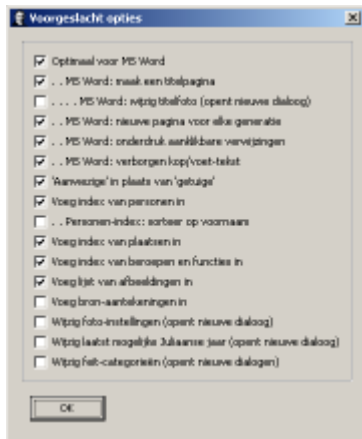 Voorgeslacht opties
Optimaal voor MS Word
. . MS Word: maak een titelpagina
. . . . MS Word: wijzig titelfoto (opent nieuwe dialoog)
. . MS Word: nieuwe pagina voor elke generatie
. . MS Word: onderdruk aanklikbare verwijzingen
. . MS Word: verborgen kop/voet-tekst
'Aanwezige' in plaats van 'getuige'
Voeg index van personen in
. . Personen-index: sorteer op voornaam
Voeg index van plaatsen in
Voeg index van beroepen en functies in
Voeg lijst van afbeeldingen in
Voeg bron-aantekeningen in
Wijzig foto-instellingen (opent nieuwe dialoog)
Wijzig laatst mogelijke Juliaanse jaar (opent nieuwe dialoog)
Wijzig feit-categorieën (opent nieuwe dialogen)
OK